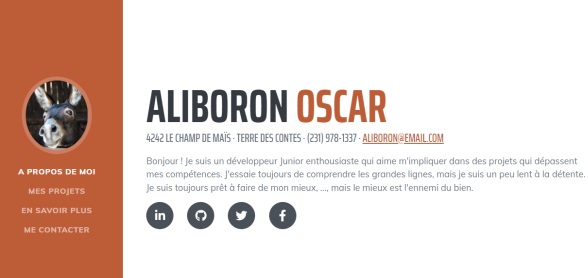 A PROPOS DE MOI
MES PROJETS
EN SAVOIR PLUS
ME CONTACTER
ALIBORON OSCAR
4242 LE CHAMP DE MAÏS · TERRE DES CONTES · (231) 978-1337 · ALIBORON@EMAIL.COM
Bonjour ! Je suis un développeur Junior enthousiaste qui aime m'impliquer dans des projets qui dépassent
mes compétences. J'essaie toujours de comprendre les grandes lignes, mais je suis un peu lent à la détente.
Je suis toujours prêt à faire de mon mieux, ..., mais le mieux est l'ennemi du bien.